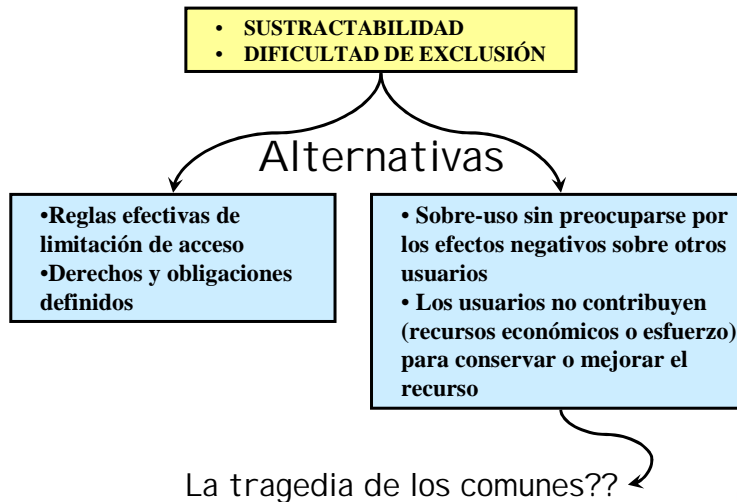 • SUSTRACTABILIDAD
• DIFICULTAD DE EXCLUSIÓN
Alternativas
•Reglas efectivas de
limitación de acceso
•Derechos y obligaciones
definidos
• Sobre-uso sin preocuparse por
los efectos negativos sobre otros
usuarios
• Los usuarios no contribuyen
(recursos económicos o esfuerzo)
para conservar o mejorar el
recurso
La tragedia de los comunes??